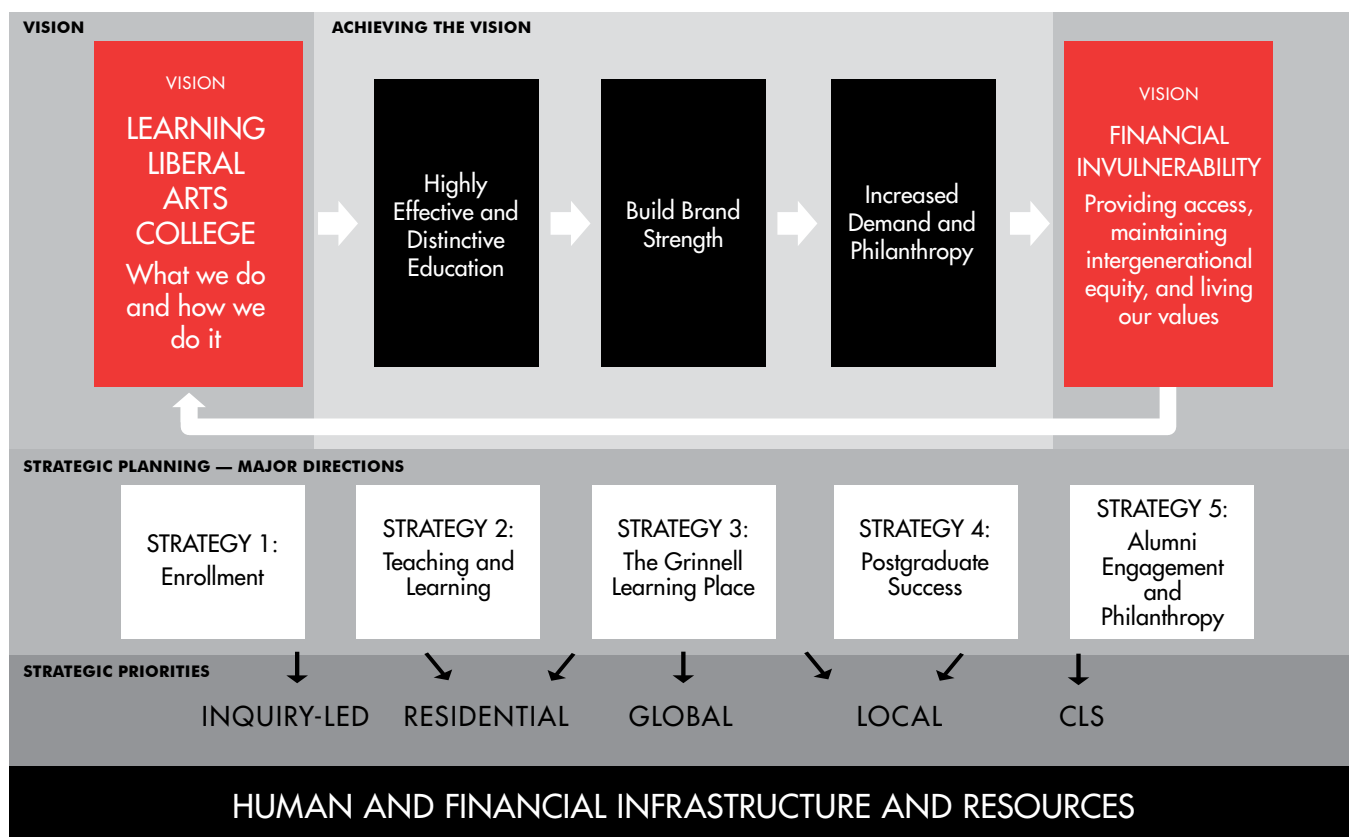 VISION
ACHIEVING THE VISION
VISION
LEARNING
LIBERAL
ARTS
COLLEGE
What we do
and how we
do it
Highly
Effective and
Distinctive
Education
Build Brand
Strength
Increased
Demand and
Philanthropy
VISION
FINANCIAL
INVULNERABILITY
Providing access,
maintaining
intergenerational
equity, and living
our values
STRATEGIC PLANNING — MAJOR DIRECTIONS
STRATEGY 1:
Enrollment
STRATEGY 2:
Teaching and
Learning
STRATEGY 3:
The Grinnell
Learning Place
STRATEGY 4:
Postgraduate
Success
STRATEGY 5:
Alumni
Engagement
and
Philanthropy
STRATEGIC PRIORITIES
INQUIRY-LED
RESIDENTIAL
GLOBAL
LOCAL
CLS
HUMAN AND FINANCIAL INFRASTRUCTURE AND RESOURCES